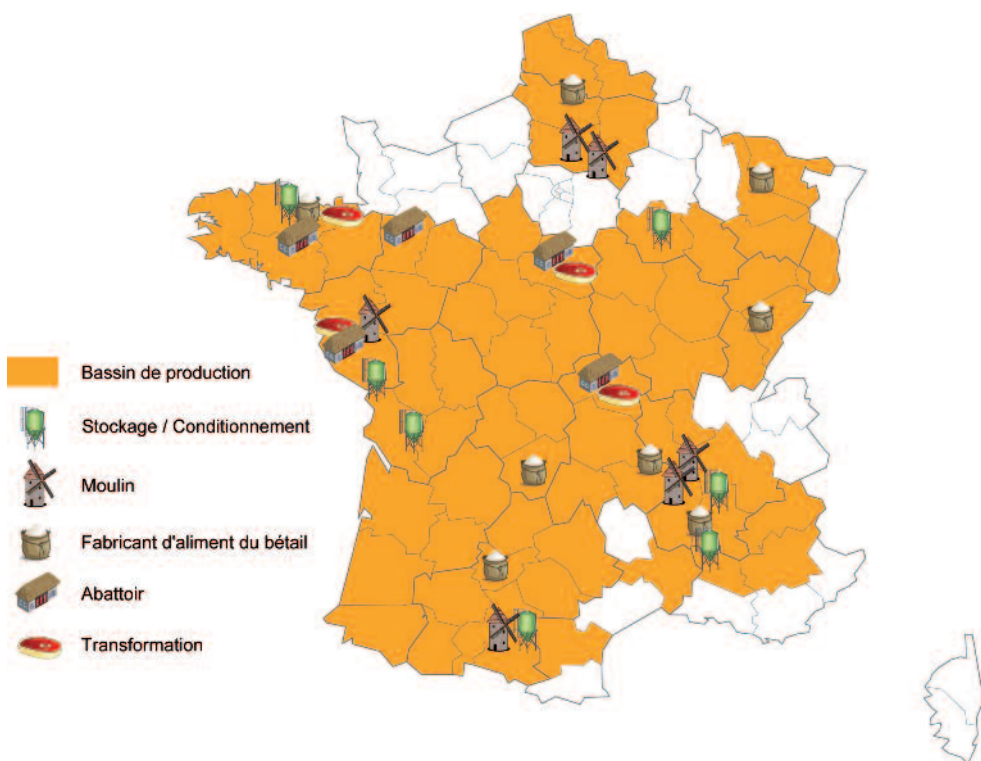 Bassin de production
Stockage / Conditionnement
Moulin
Fabricant d'aliment du bétail
Abattoir
Transformation